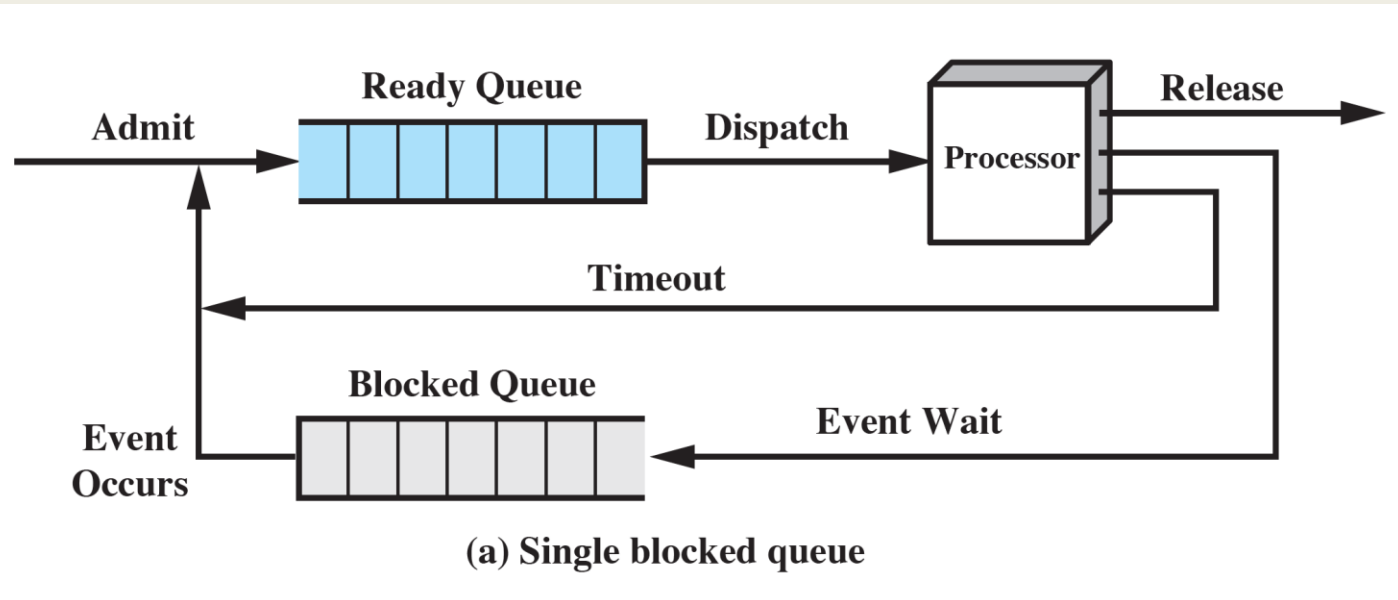 Ready Queue
Release
Admit
Dispatch
Processor
Timeout
Blocked Queue
Event Wait
Event
Occurs
(a) Single blocked queue